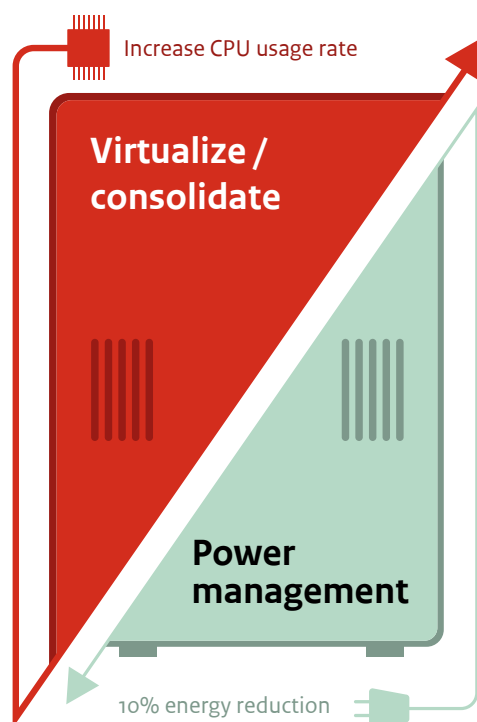 Increase CPU usage rate
Virtualize /
consolidate
Power
management
10% energy reduction